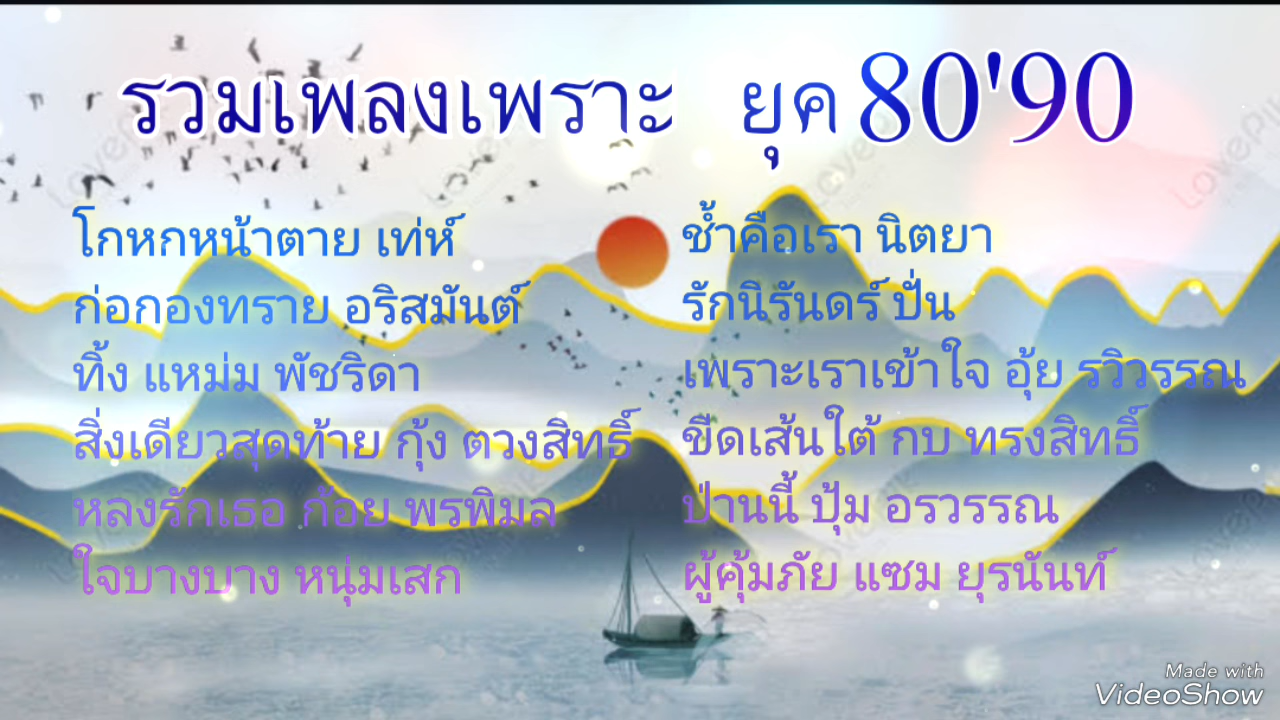 รวมเพลงเพราะ ยุค 80'90
โกหกหน้าตาย เท่ห์
ก่อกองทราย อริสมันต์
ทิ้ง แหม่ม พัชริดา
สิ่งเดียวสุดท้าย กุ้ง ตวงสิทธิ์
หลงรักเธอ ก้อย พรพิมล
ใจบางบาง หนุ่มเสก
ช้ำคือเรา นิตยา
รักนิรันดร์ ปั่น
เพราะเราเข้าใจ อุ้ย รวิวรรณ
ขีดเส้นใต้ กบ ทรงสิทธิ์
ป่านนี้ ปุ้ม อรวรรณ
ผู้คุ้มภัย แซม ยุรนันท์
Made with
VideoShow